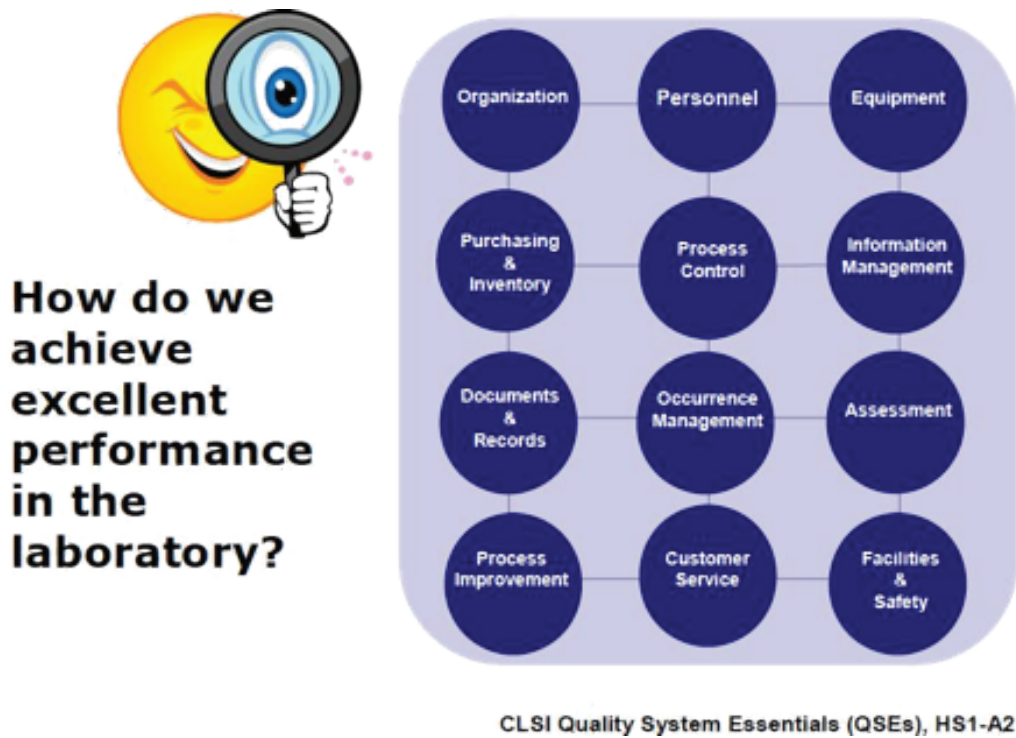 How do we
achieve
excellent
performance
in the
laboratory?
Organization
Personnel
Equipment
Purchasing
&
Inventory
Process
Control
Information
Management
Documents
&
Records
Occurrence
Management
Assessment
Process
Improvement
Customer
Service
Facilities
&
Safety
CLSI Quality System Essentials (QSEs), HS1-A2